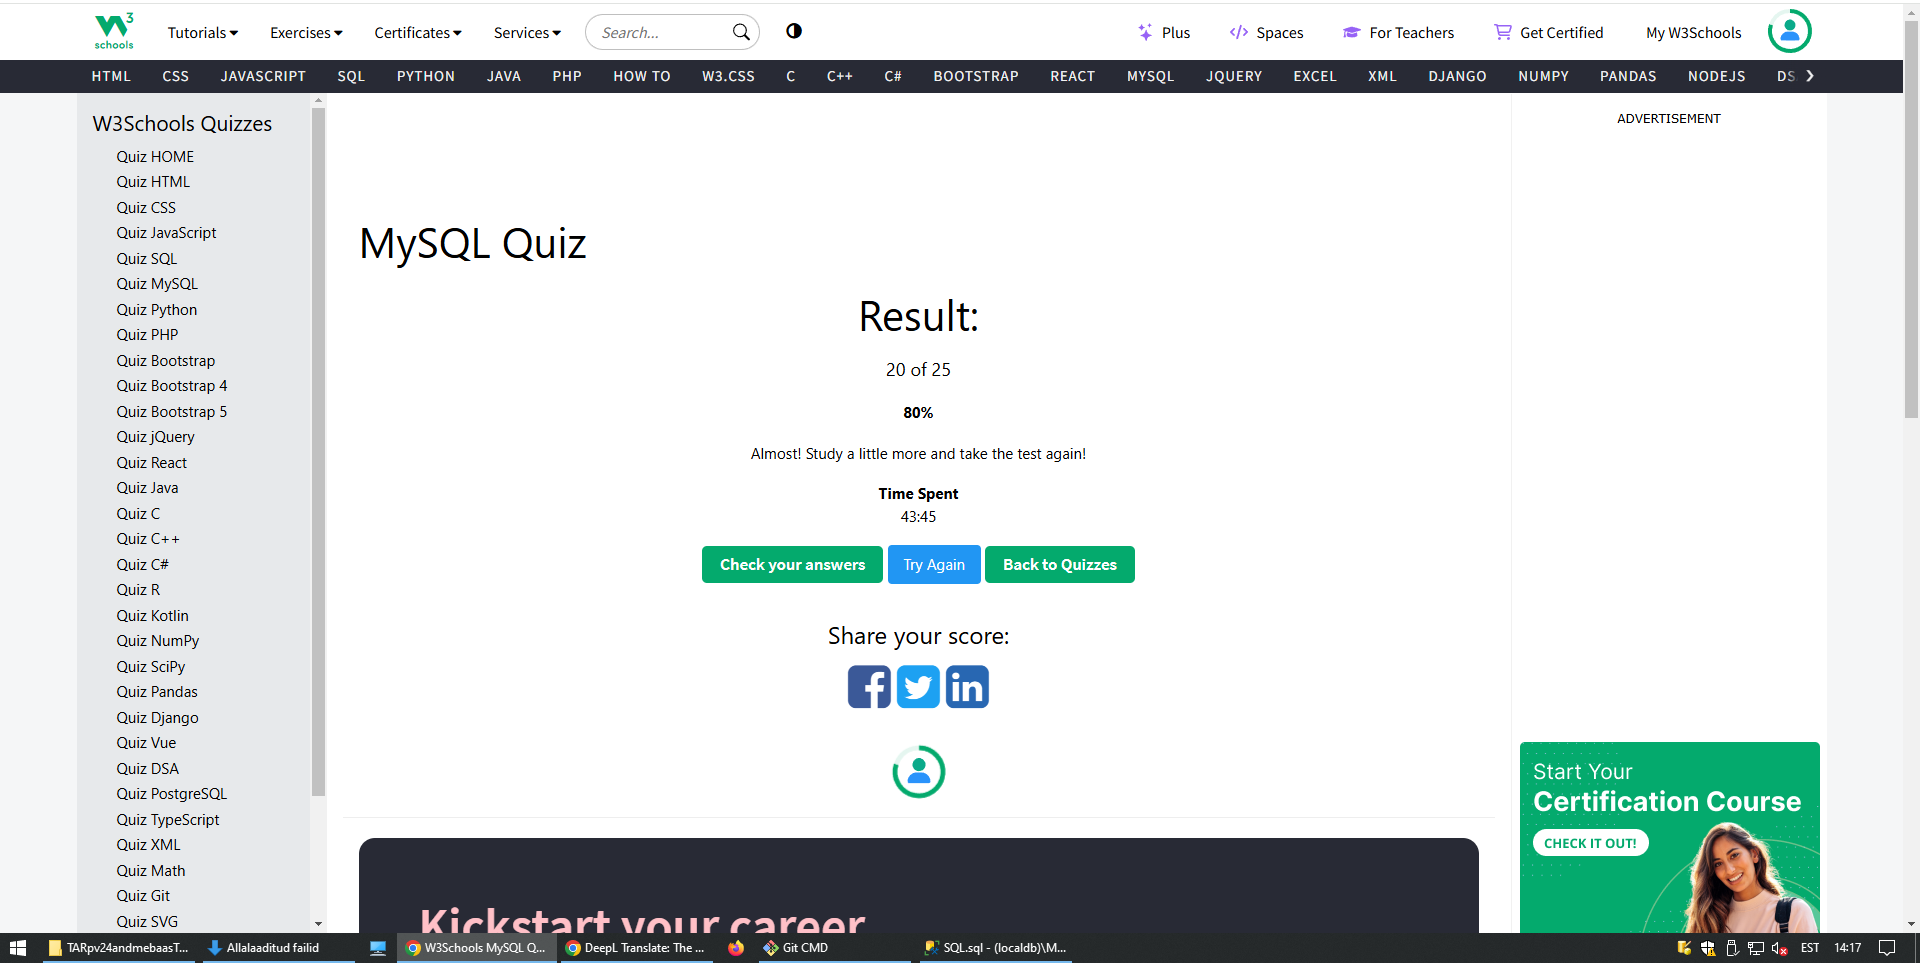 W3 schools
Tutorials Exercises Certificates Services Search... Plus Spaces For Teachers Get Certified My W3Schools
HTML CSS JAVASCRIPT SQL PYTHON JAVA PHP HOW TO W3.CSS C C++ C# BOOTSTRAP REACT MYSQL JQUERY EXCEL XML DJANGO NUMPY PANDAS NODEJS DS
W3Schools Quizzes
Quiz HOME
Quiz HTML
Quiz CSS
Quiz JavaScript
Quiz SQL
Quiz MySQL
Quiz Python
Quiz PHP
Quiz Bootstrap
Quiz Bootstrap 4
Quiz Bootstrap 5
Quiz jQuery
Quiz React
Quiz Java
Quiz C
Quiz C++
Quiz C#
Quiz R
Quiz Kotlin
Quiz NumPy
Quiz SciPy
Quiz Pandas
Quiz Django
Quiz Vue
Quiz DSA
Quiz PostgreSQL
Quiz TypeScript
Quiz XML
Quiz Math
Quiz Git
Quiz SVG
MySQL Quiz
Result:
20 of 25
80%
Almost! Study a little more and take the test again!
Time Spent
43:45
Check your answers Try Again Back to Quizzes
Share your score:
Kickstart your career
ADVERTISEMENT
Start Your
Certification Course
CHECK IT OUT!
TARpv24andmebaasT... Allalaaditud failid W3Schools MySQL Q... DeepL Translate: The ... Git CMD SQL.sql - (localdb)\M... EST 14:17